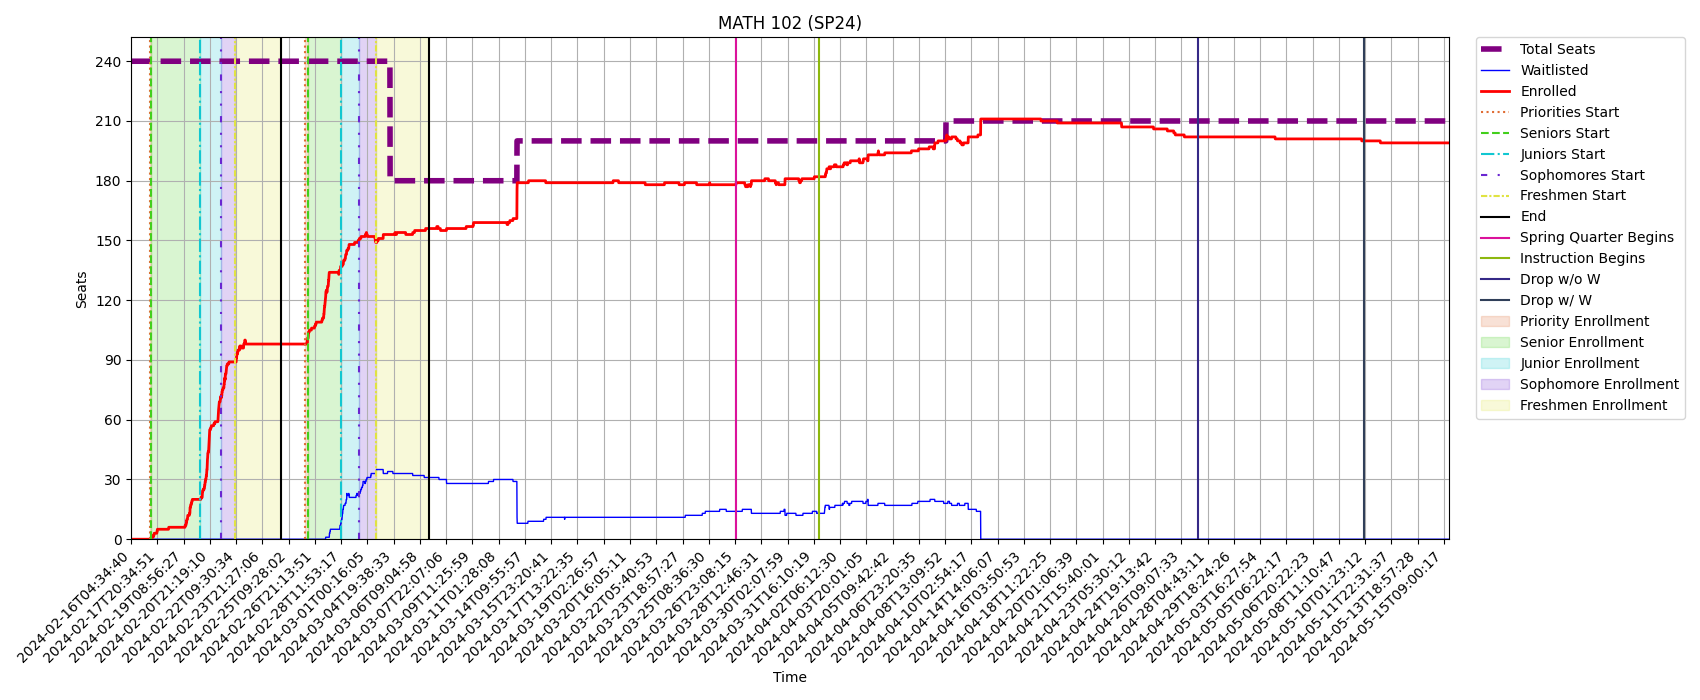 MATH 102 (SP24)
Seats
240
210
180
150
120
90
60
30
0
2024-02-16T04:34:40
2024-02-17T20:34:51
2024-02-19T08:56:27
2024-02-20T21:19:10
2024-02-22T09:30:34
2024-02-23T21:27:06
2024-02-25T09:28:02
2024-02-26T21:13:51
2024-02-28T11:53:17
2024-03-01T00:16:05
2024-03-04T19:38:33
2024-03-06T09:04:58
2024-03-07T22:07:06
2024-03-09T11:25:59
2024-03-11T01:28:08
2024-03-14T09:55:57
2024-03-15T23:20:41
2024-03-17T13:22:35
2024-03-19T02:26:57
2024-03-20T16:05:11
2024-03-22T05:40:53
2024-03-23T18:57:27
2024-03-25T08:36:30
2024-03-26T23:08:15
2024-03-28T12:46:31
2024-03-30T02:07:59
2024-03-31T16:10:19
2024-04-02T06:12:30
2024-04-03T20:01:05
2024-04-05T09:42:42
2024-04-06T23:20:35
2024-04-08T13:09:52
2024-04-10T02:54:17
2024-04-14T14:06:07
2024-04-16T03:50:53
2024-04-18T11:22:25
2024-04-20T01:06:39
2024-04-21T15:40:01
2024-04-23T05:30:12
2024-04-24T19:13:42
2024-04-26T09:07:33
2024-04-28T04:43:11
2024-04-29T18:24:26
2024-05-03T16:27:54
2024-05-05T06:22:17
2024-05-06T20:22:23
2024-05-08T11:10:47
2024-05-10T01:23:12
2024-05-11T22:31:37
2024-05-13T18:57:28
2024-05-15T09:00:17
Time
Total Seats
Waitlisted
Enrolled
Priorities Start
Seniors Start
Juniors Start
Sophomores Start
Freshmen Start
End
Spring Quarter Begins
Instruction Begins
Drop w/o W
Drop w/ W
Priority Enrollment
Senior Enrollment
Junior Enrollment
Sophomore Enrollment
Freshmen Enrollment